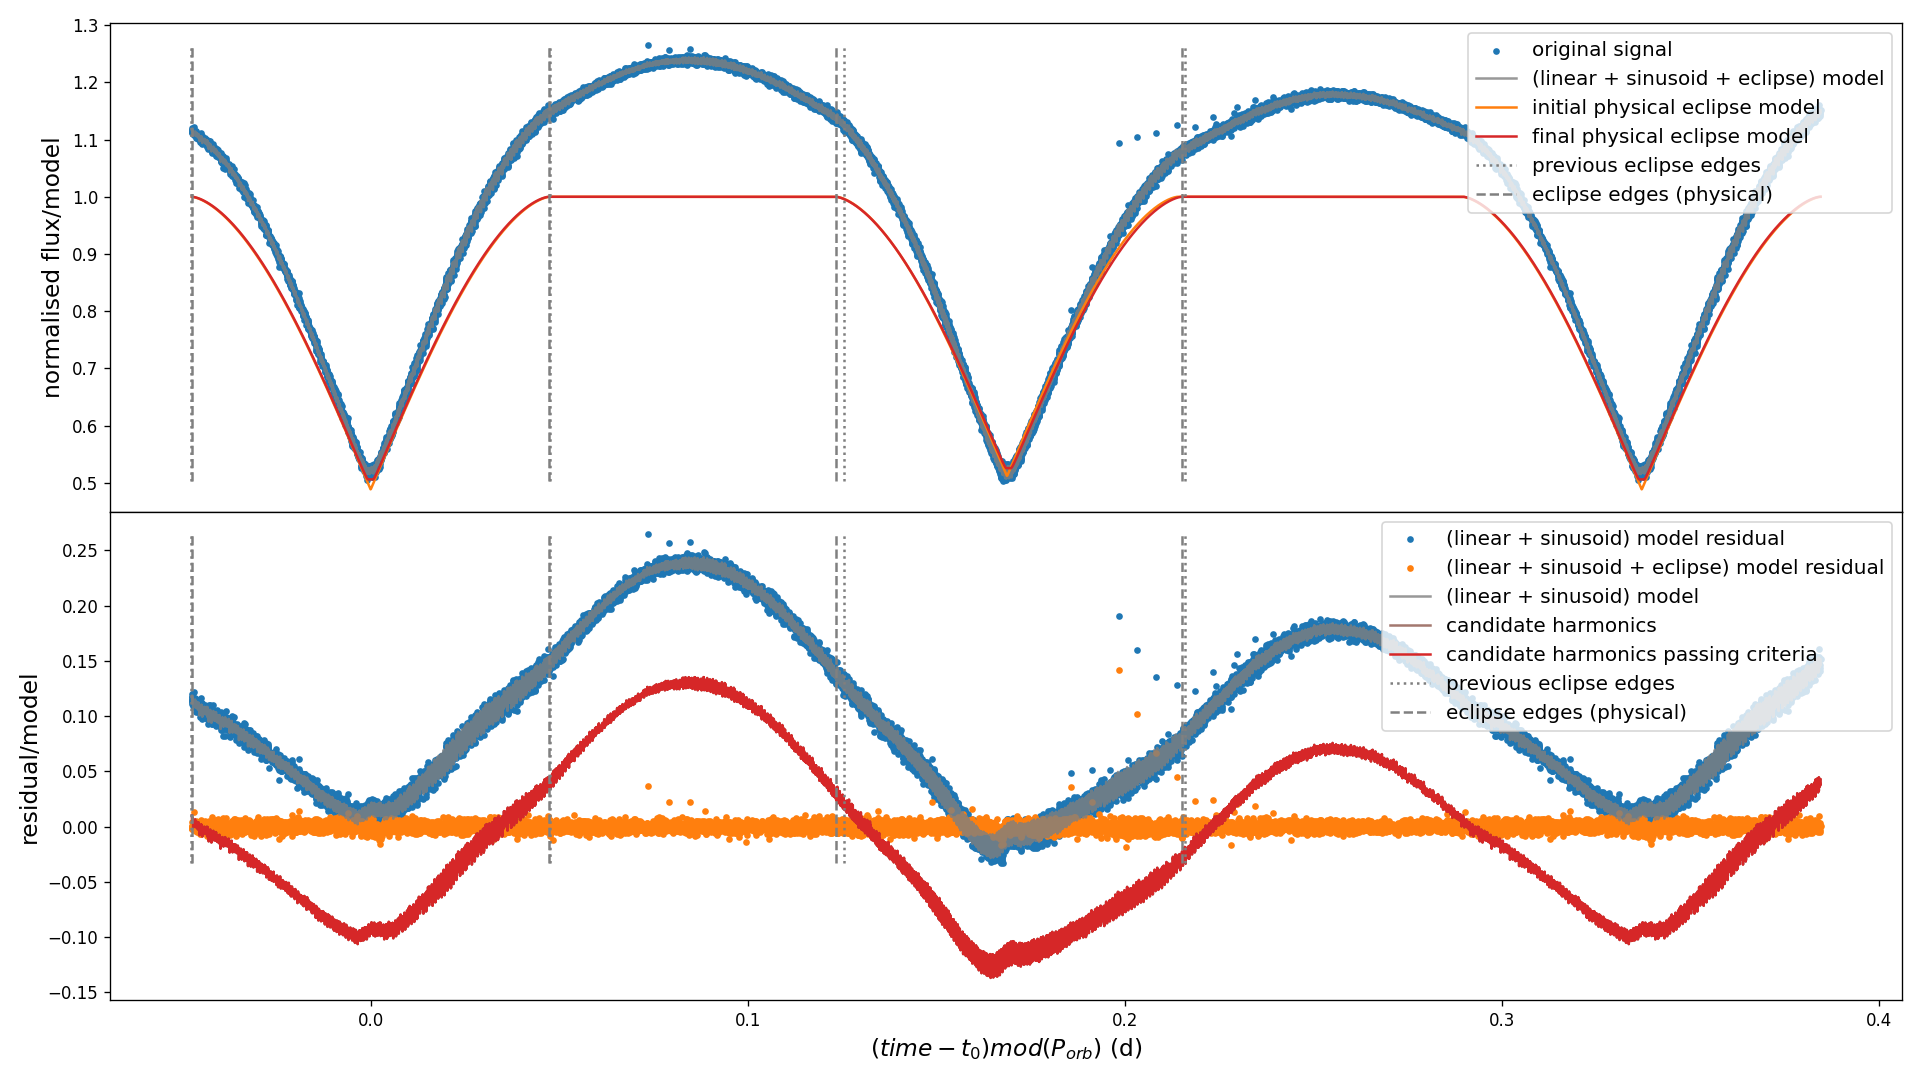 1.3
1.2
1.1
1.0
0.9
0.8
0.7
0.6
0.5
normalised flux/model
original signal
(linear + sinusoid + eclipse) model
initial physical eclipse model
final physical eclipse model
previous eclipse edges
eclipse edges (physical)
0.25
0.20
0.15
0.10
0.05
0.00
−0.05
−0.10
−0.15
residual/model
(linear + sinusoid) model residual
(linear + sinusoid + eclipse) model residual
(linear + sinusoid) model
candidate harmonics
candidate harmonics passing criteria
previous eclipse edges
eclipse edges (physical)
0.0 0.1 0.2 0.3 0.4
(time − t₀)mod(Pₒᵣb) (d)